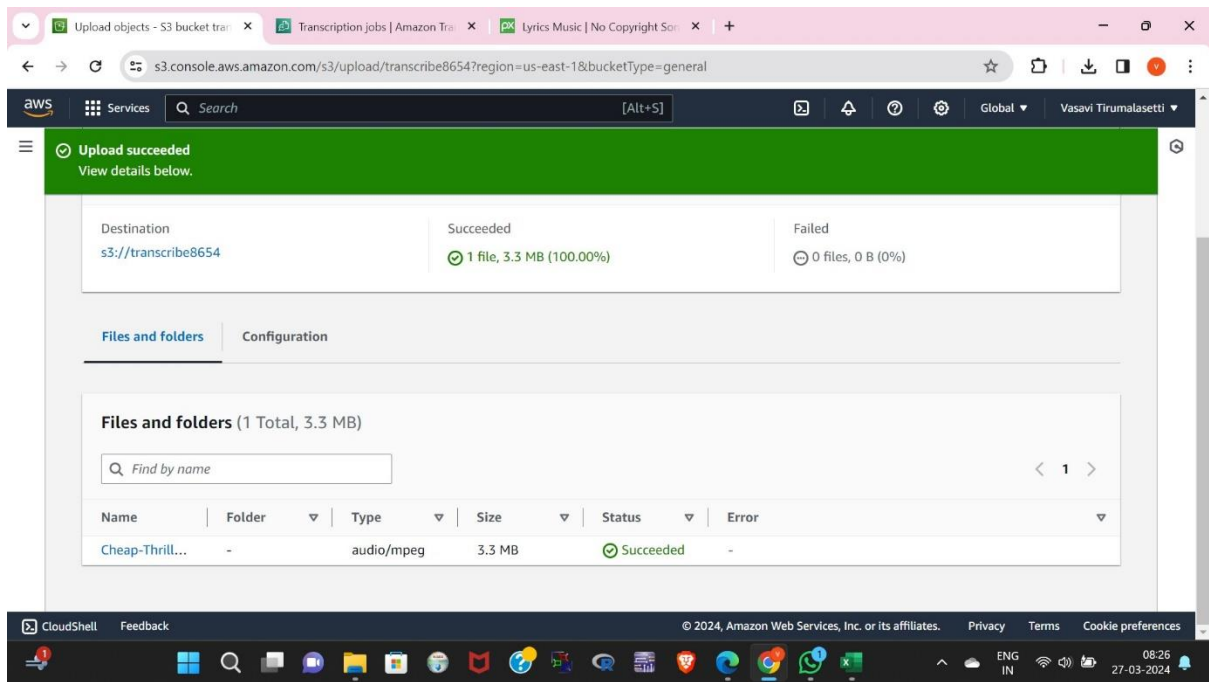 Upload objects - S3 bucket tran
Transcription jobs | Amazon Tra
Lyrics Music | No Copyright Son
s3.console.aws.amazon.com/s3/upload/transcribe8654?region=us-east-1&bucketType=general
aws Services Search [Alt+S] Global Vasavi Tirumalasetti
Upload succeeded
View details below.
Destination Succeeded Failed
s3://transcribe8654 1 file, 3.3 MB (100.00%) 0 files, 0 B (0%)
Files and folders Configuration
Files and folders (1 Total, 3.3 MB)
Find by name 1
Name Folder Type Size Status Error
Cheap-Thrill... - audio/mpeg 3.3 MB Succeeded -
CloudShell Feedback © 2024, Amazon Web Services, Inc. or its affiliates. Privacy Terms Cookie preferences
ENG 08:26
IN 27-03-2024